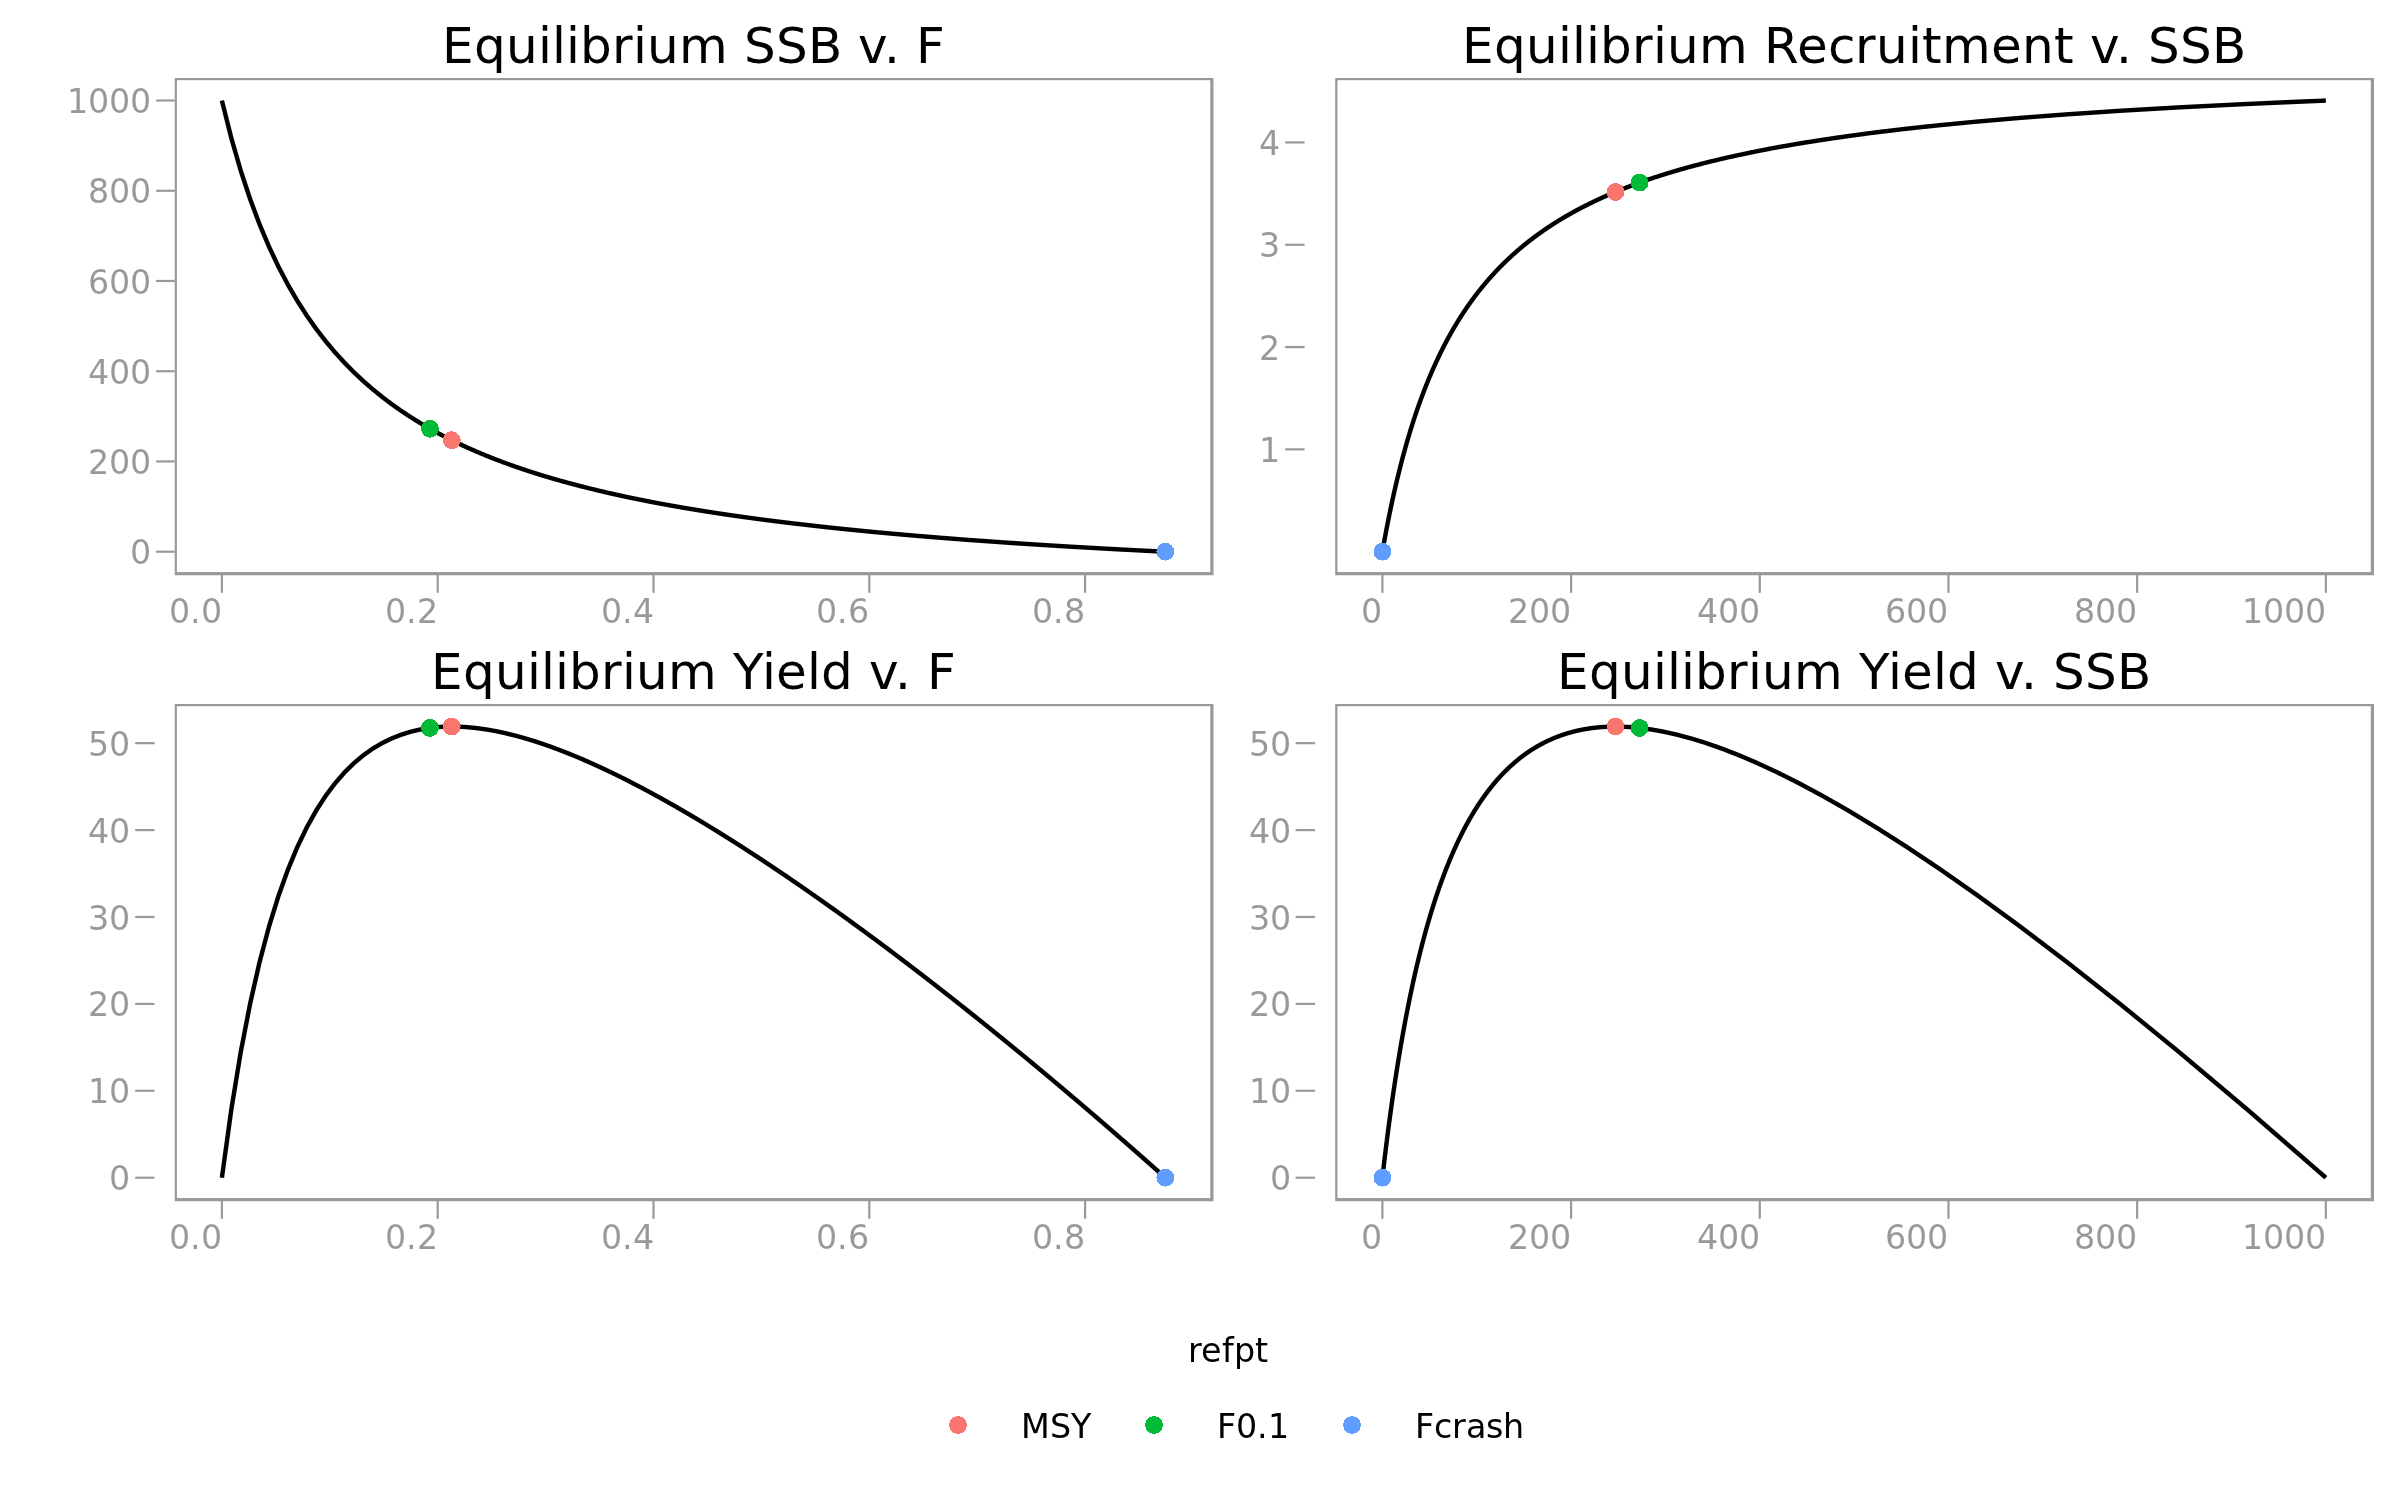 Equilibrium SSB v. F
1000
800
600
400
200
0
0.0 0.2 0.4 0.6 0.8
Equilibrium Recruitment v. SSB
4
3
2
1
0 200 400 600 800 1000
Equilibrium Yield v. F
50
40
30
20
10
0
0.0 0.2 0.4 0.6 0.8
Equilibrium Yield v. SSB
50
40
30
20
10
0
0 200 400 600 800 1000
refpt
MSY F0.1 Fcrash